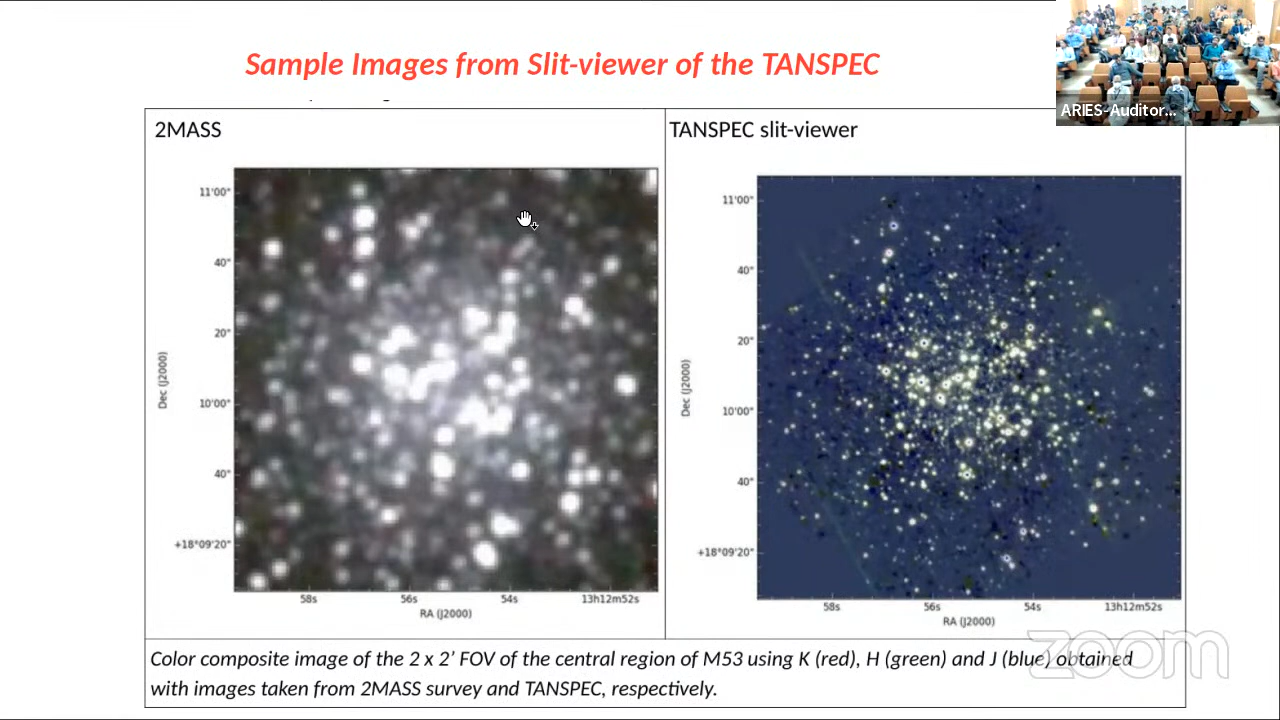 Sample Images from Slit-viewer of the TANSPEC
ARIES-Auditor...
2MASS
TANSPEC slit-viewer
11'00"
40"
20"
10'00"
40"
+18°09'20"
Dec (J2000)
58s
56s
54s
13h12m52s
RA (J2000)
11'00"
40"
20"
10'00"
40"
+18°09'20"
Dec (J2000)
58s
56s
54s
13h12m52s
RA (J2000)
Color composite image of the 2 x 2’ FOV of the central region of M53 using K (red), H (green) and J (blue) obtained
with images taken from 2MASS survey and TANSPEC, respectively.
zoom